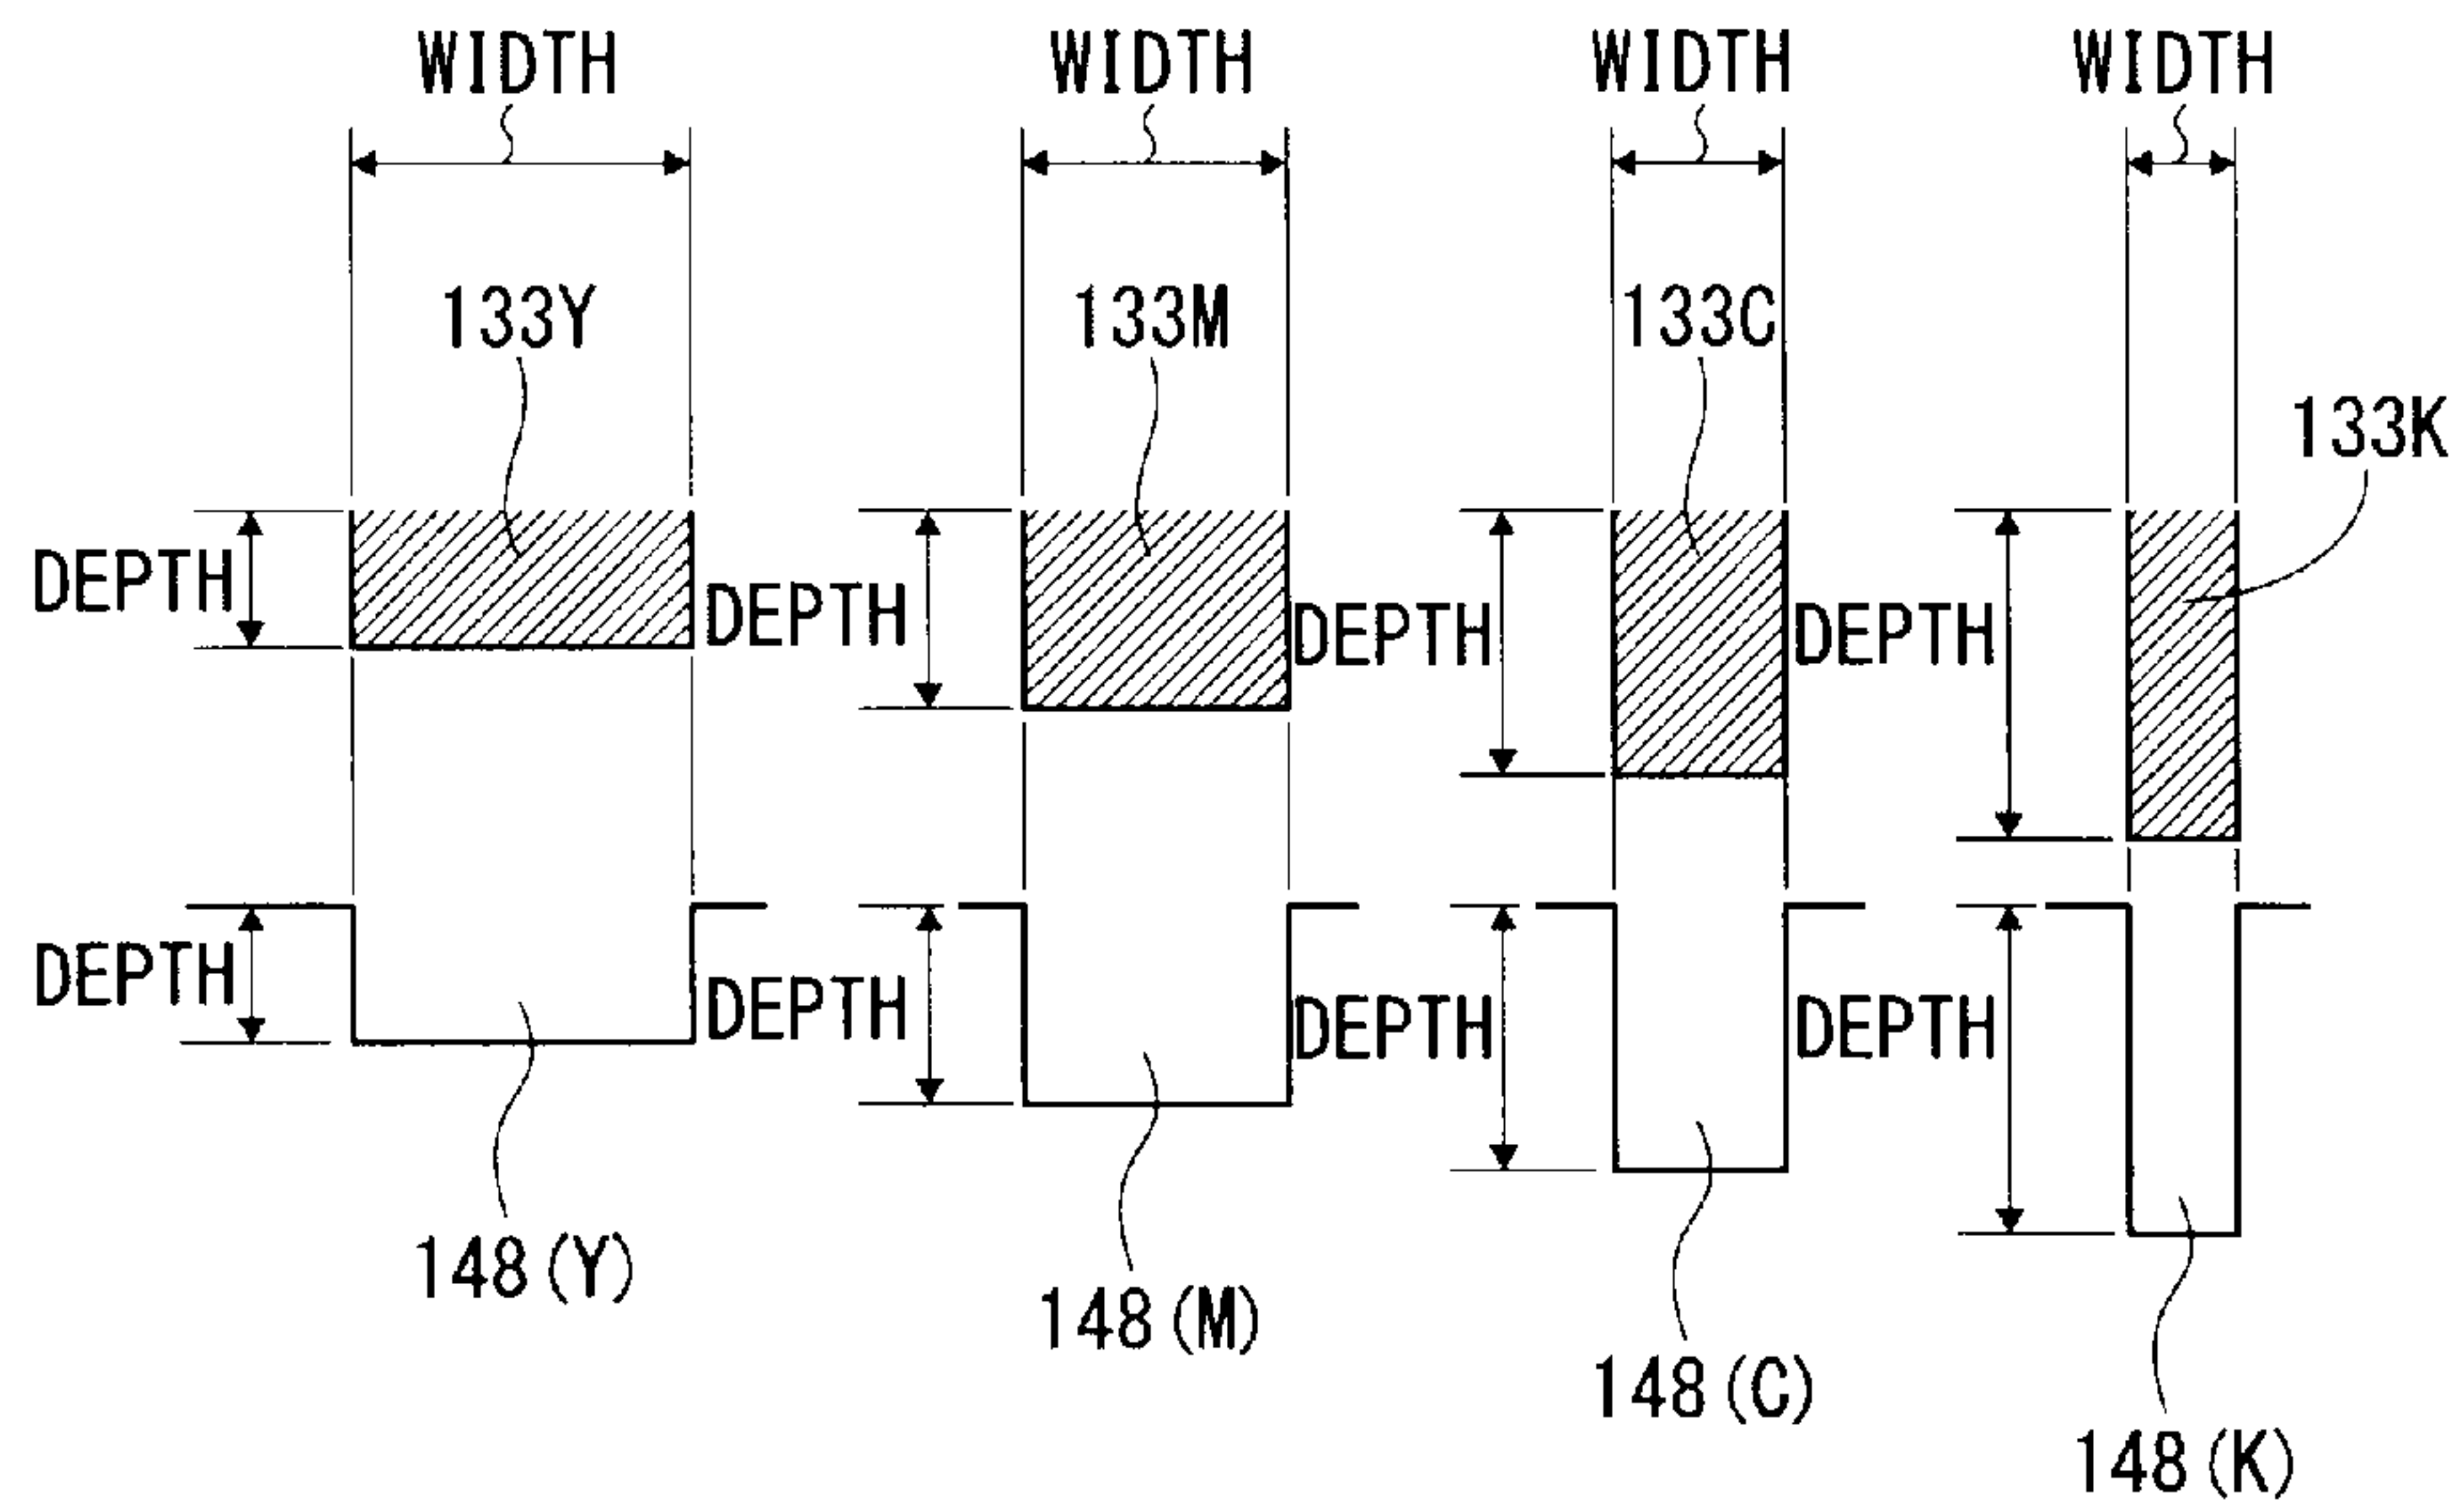 WIDTH WIDTH WIDTH WIDTH
133Y 133M 133C
133K
DEPTH DEPTH DEPTH DEPTH
DEPTH DEPTH DEPTH DEPTH
148(Y)
148(M)
148(C)
148(K)